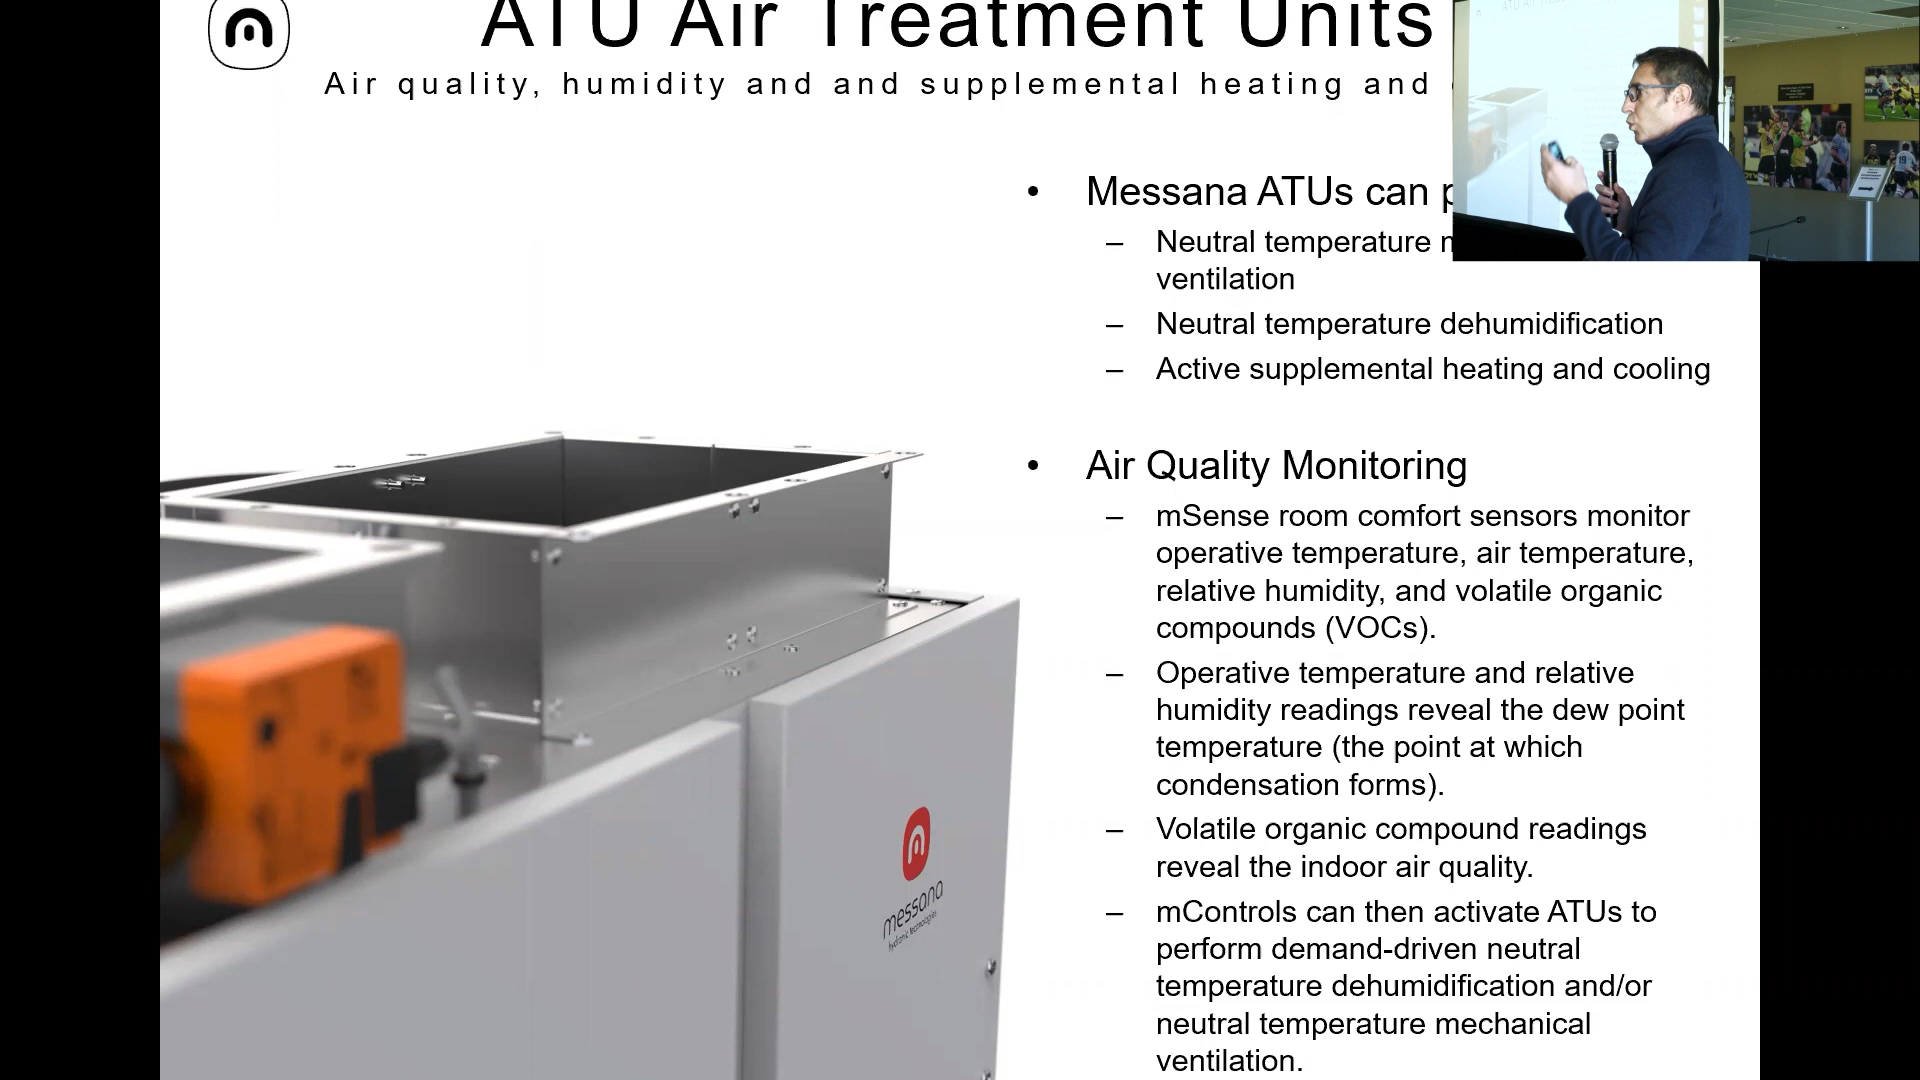 ATU Air Treatment Units
Air quality, humidity and and supplemental heating and
• Messana ATUs can
– Neutral temperature
ventilation
– Neutral temperature dehumidification
– Active supplemental heating and cooling
• Air Quality Monitoring
– mSense room comfort sensors monitor
operative temperature, air temperature,
relative humidity, and volatile organic
compounds (VOCs).
– Operative temperature and relative
humidity readings reveal the dew point
temperature (the point at which
condensation forms).
– Volatile organic compound readings
reveal the indoor air quality.
– mControls can then activate ATUs to
perform demand-driven neutral
temperature dehumidification and/or
neutral temperature mechanical
ventilation.
messana
hydronic technologies